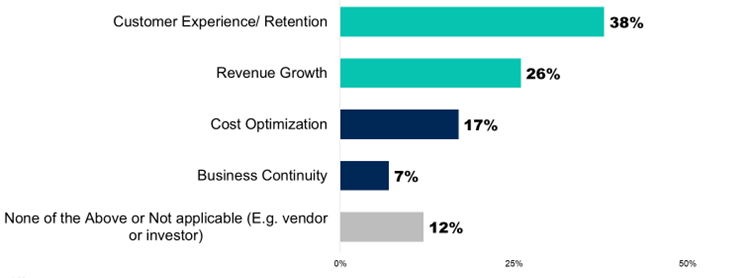 Customer Experience/ Retention 38%
Revenue Growth 26%
Cost Optimization 17%
Business Continuity 7%
None of the Above or Not applicable (E.g. vendor
or investor) 12%
0% 25% 50%